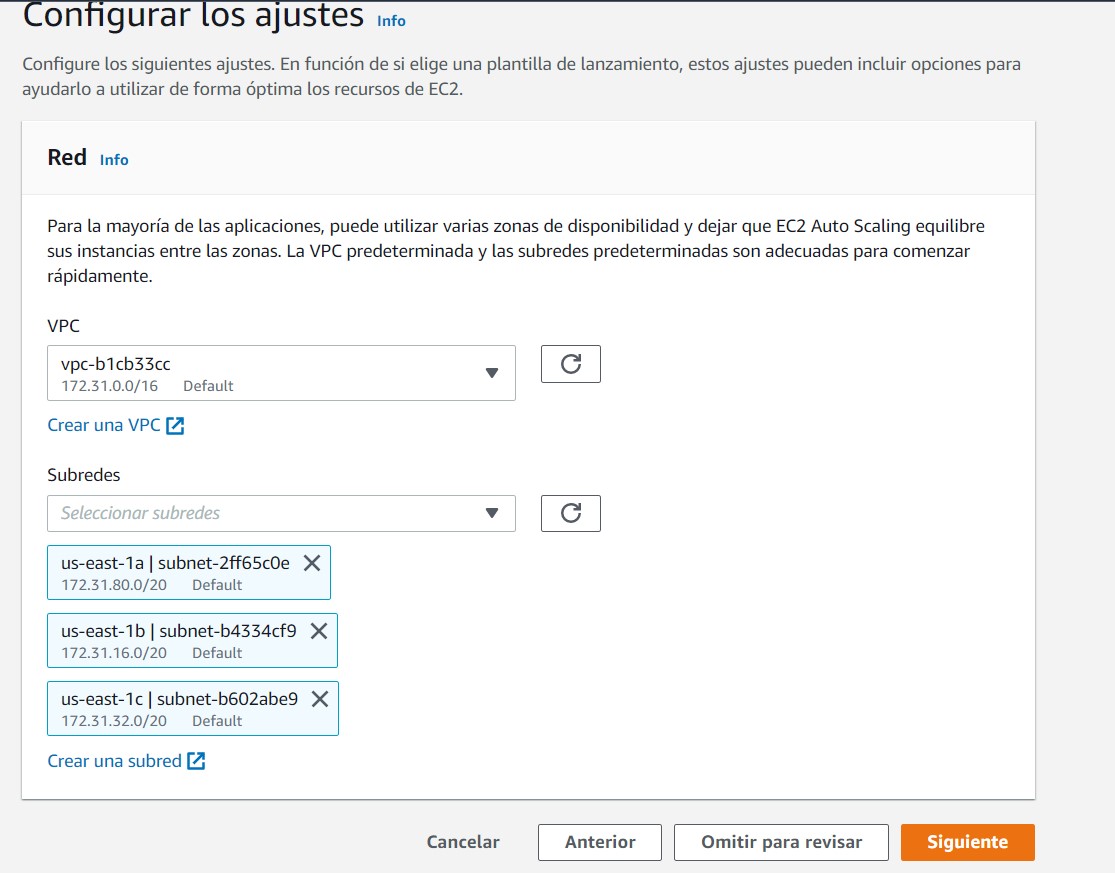 Configurar los ajustes Info
Configure los siguientes ajustes. En función de si elige una plantilla de lanzamiento, estos ajustes pueden incluir opciones para
ayudarlo a utilizar de forma óptima los recursos de EC2.
Red Info
Para la mayoría de las aplicaciones, puede utilizar varias zonas de disponibilidad y dejar que EC2 Auto Scaling equilibre
sus instancias entre las zonas. La VPC predeterminada y las subredes predeterminadas son adecuadas para comenzar
rápidamente.
VPC
vpc-b1cb33cc
172.31.0.0/16 Default
Crear una VPC
Subredes
Seleccionar subredes
us-east-1a | subnet-2ff65c0e
172.31.80.0/20 Default
us-east-1b | subnet-b4334cf9
172.31.16.0/20 Default
us-east-1c | subnet-b602abe9
172.31.32.0/20 Default
Crear una subred
Cancelar Anterior Omitir para revisar Siguiente